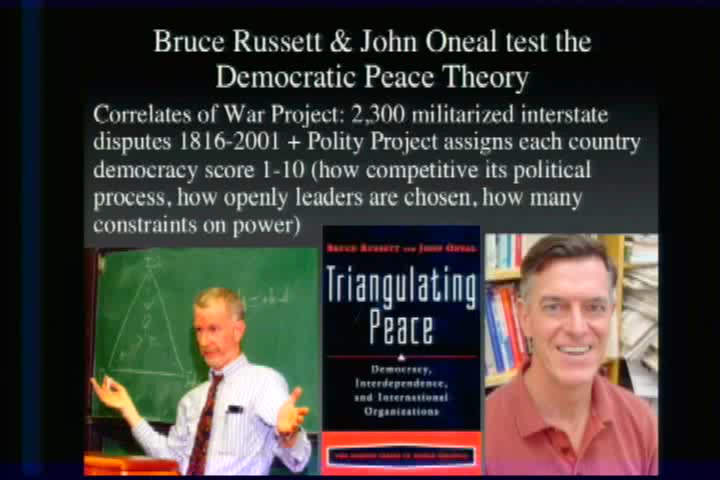 Bruce Russett & John Oneal test the
Democratic Peace Theory
Correlates of War Project: 2,300 militarized interstate
disputes 1816-2001 + Polity Project assigns each country
democracy score 1-10 (how competitive its political
process, how openly leaders are chosen, how many
constraints on power)
BRUCE RUSSETT AND JOHN ONEAL
Triangulating
Peace
Democracy,
Interdependence,
and International
Organizations